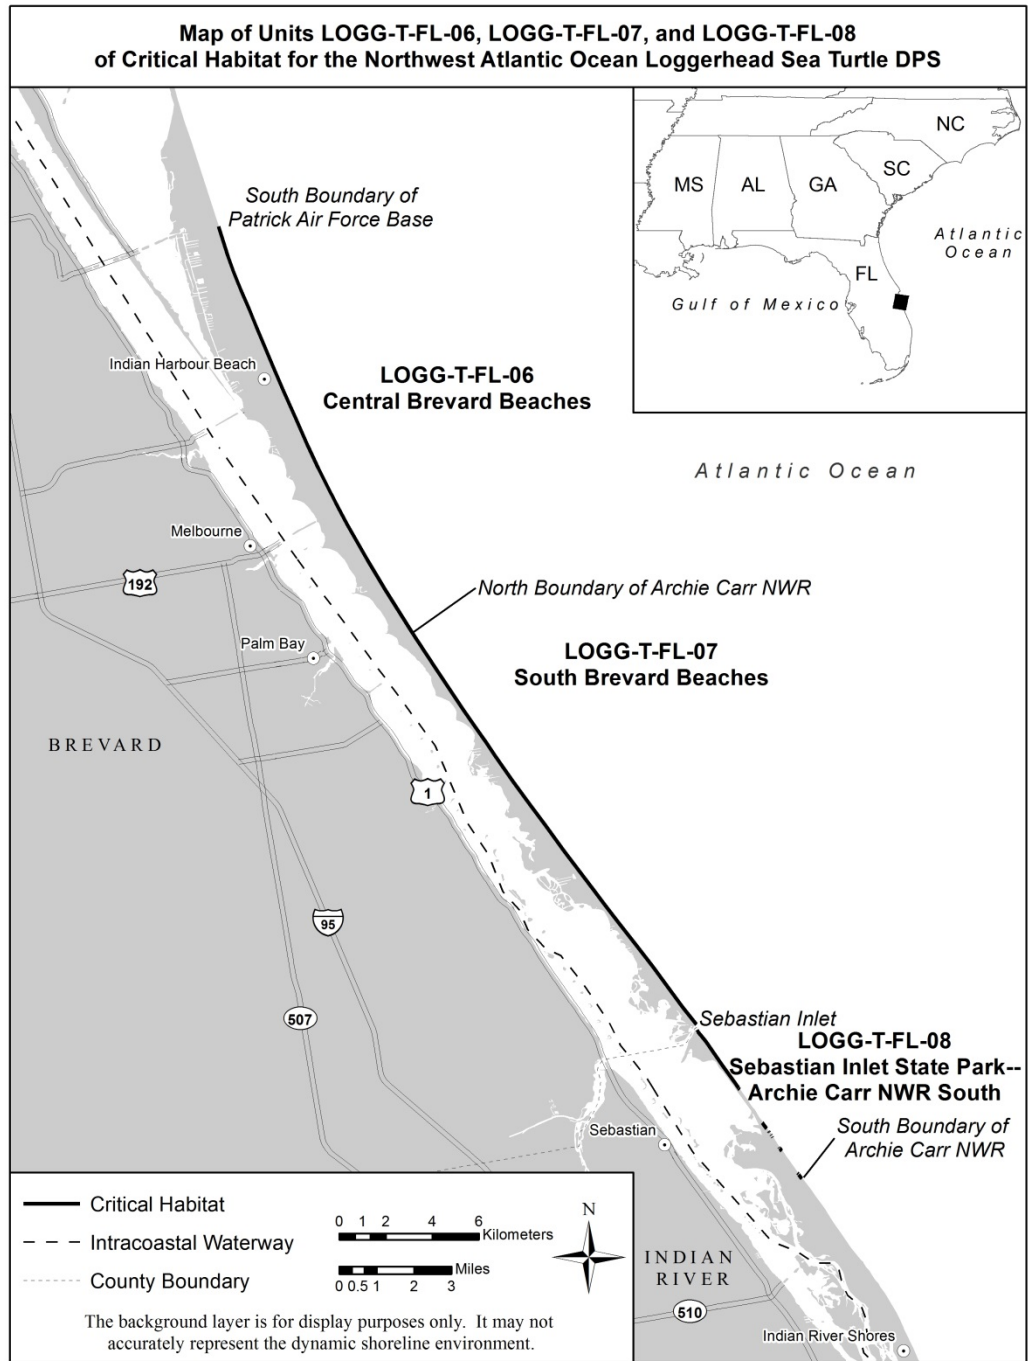 Map of Units LOGG-T-FL-06, LOGG-T-FL-07, and LOGG-T-FL-08
of Critical Habitat for the Northwest Atlantic Ocean Loggerhead Sea Turtle DPS
NC
SC
MS
AL
GA
FL
Atlantic
Ocean
Gulf of Mexico
South Boundary of
Patrick Air Force Base
Indian Harbour Beach
LOGG-T-FL-06
Central Brevard Beaches
Atlantic Ocean
Melbourne
192
North Boundary of Archie Carr NWR
Palm Bay
LOGG-T-FL-07
South Brevard Beaches
BREVARD
1
95
507
Sebastian Inlet
LOGG-T-FL-08
Sebastian Inlet State Park--
Archie Carr NWR South
Sebastian
South Boundary of
Archie Carr NWR
INDIAN
RIVER
510
Indian River Shores
Critical Habitat
Intracoastal Waterway
County Boundary
0 1 2 4 6
Kilometers
Miles
0 0.5 1 2 3
N
The background layer is for display purposes only. It may not
accurately represent the dynamic shoreline environment.